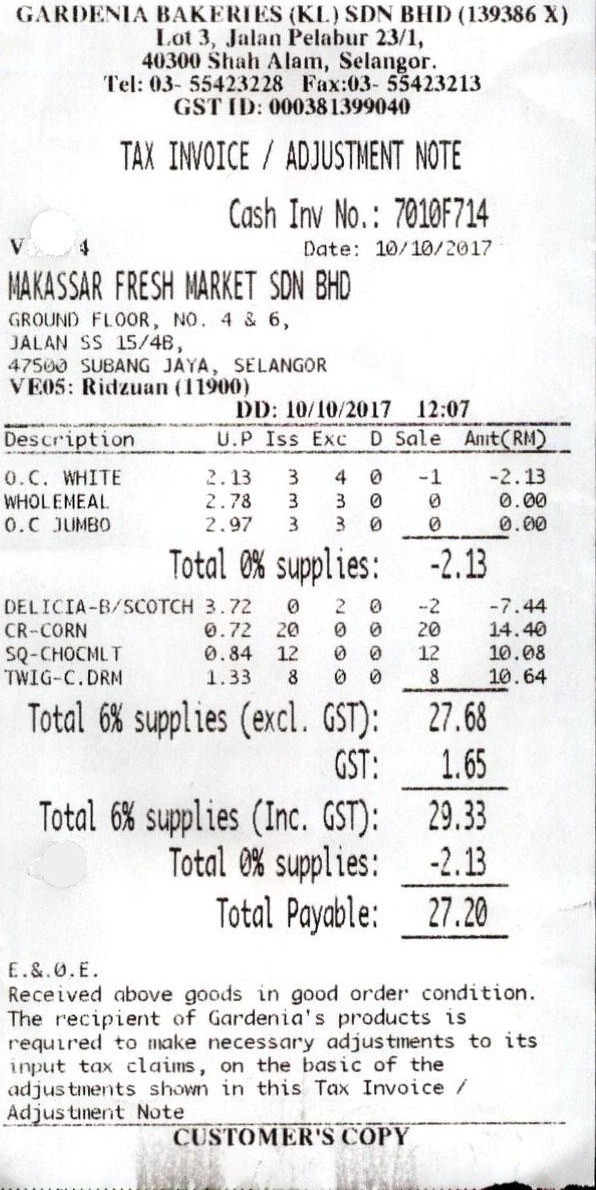 GARDENIA BAKERIES (KL) SDN BHD (139386 X)
Lot 3, Jalan Pelabur 23/1,
40300 Shah Alam, Selangor.
Tel: 03- 55423228 Fax:03- 55423213
GST ID: 000381399040
TAX INVOICE / ADJUSTMENT NOTE
Cash Inv No.: 7010F714
V 4 Date: 10/10/2017
MAKASSAR FRESH MARKET SDN BHD
GROUND FLOOR, NO. 4 & 6,
JALAN SS 15/4B,
47500 SUBANG JAYA, SELANGOR
VE05: Ridzuan (11900)
DD: 10/10/2017 12:07
Description U.P Iss Exc D Sale Amt(RM)
O.C. WHITE 2.13 3 4 0 -1 -2.13
WHOLEMEAL 2.78 3 3 0 0 0.00
O.C JUMBO 2.97 3 3 0 0 0.00
Total 0% supplies: -2.13
DELICIA-B/SCOTCH 3.72 0 2 0 -2 -7.44
CR-CORN 0.72 20 0 0 20 14.40
SQ-CHOCMLT 0.84 12 0 0 12 10.08
TWIG-C.DRM 1.33 8 0 0 8 10.64
Total 6% supplies (excl. GST): 27.68
GST: 1.65
Total 6% supplies (Inc. GST): 29.33
Total 0% supplies: -2.13
Total Payable: 27.20
E.&.O.E.
Received above goods in good order condition.
The recipient of Gardenia's products is
required to make necessary adjustments to its
input tax claims, on the basic of the
adjustments shown in this Tax Invoice /
Adjustment Note
CUSTOMER'S COPY